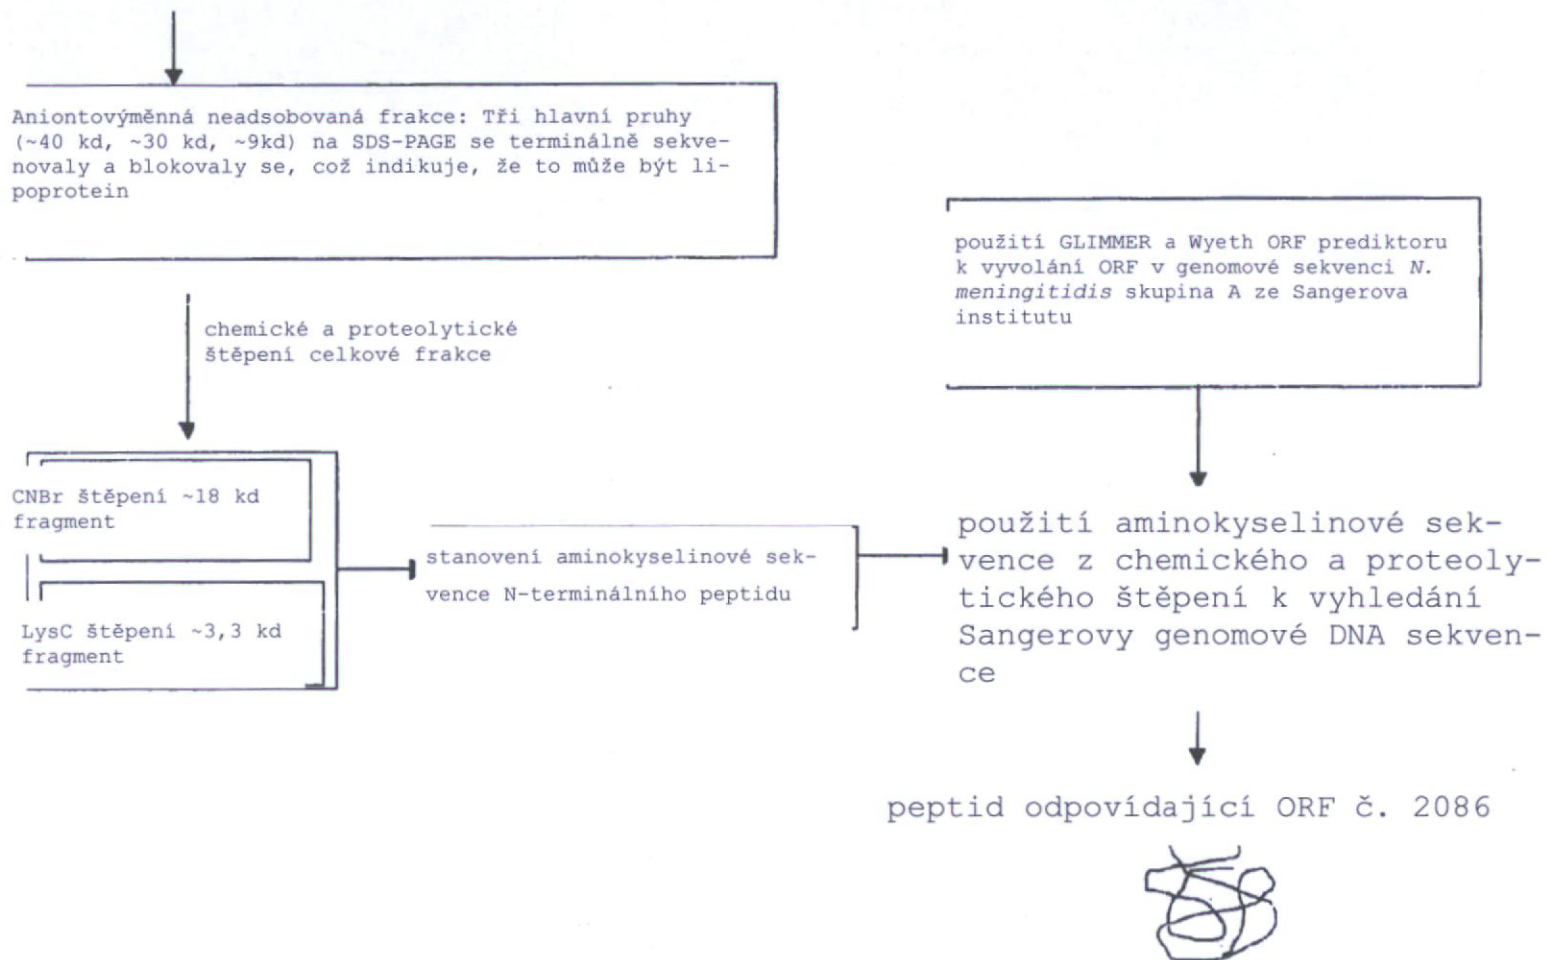 Aniontovýměnná neadsobovaná frakce: Tři hlavní pruhy
(~40 kd, ~30 kd, ~9kd) na SDS-PAGE se terminálně sekve-
novaly a blokovaly se, což indikuje, že to může být li-
poprotein
chemické a proteolytické
štěpení celkové frakce
CNBr štěpení ~18 kd
fragment
LysC štěpení ~3,3 kd
fragment
stanovení aminokyselinové sek-
vence N-terminálního peptidu
použití GLIMMER a Wyeth ORF prediktoru
k vyvolání ORF v genomové sekvenci N.
meningitidis skupina A ze Sangerova
institutu
použití aminokyselinové sek-
vence z chemického a proteoly-
tického štěpení k vyhledání
Sangerovy genomové DNA sekven-
ce
peptid odpovídající ORF č. 2086